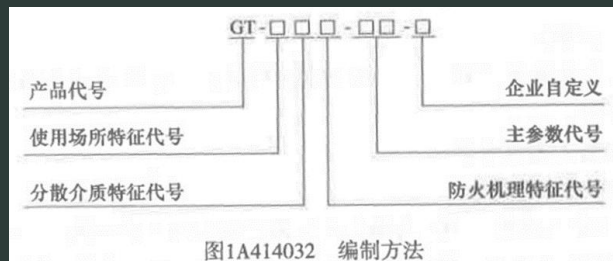 GT-□□□-□□-□
产品代号
企业自定义
使用场所特征代号
主参数代号
分散介质特征代号
防火机理特征代号
图1A414032 编制方法